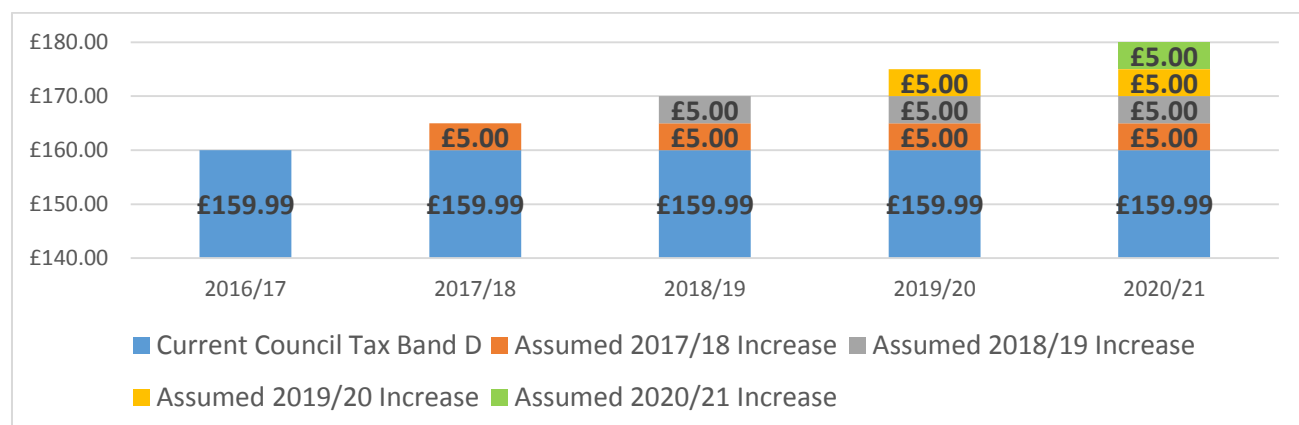 £180.00
£170.00
£160.00
£150.00
£140.00
£5.00
£5.00 £5.00
£5.00 £5.00 £5.00
£5.00 £5.00 £5.00 £5.00
£159.99 £159.99 £159.99 £159.99 £159.99
2016/17 2017/18 2018/19 2019/20 2020/21
Current Council Tax Band D Assumed 2017/18 Increase Assumed 2018/19 Increase
Assumed 2019/20 Increase Assumed 2020/21 Increase